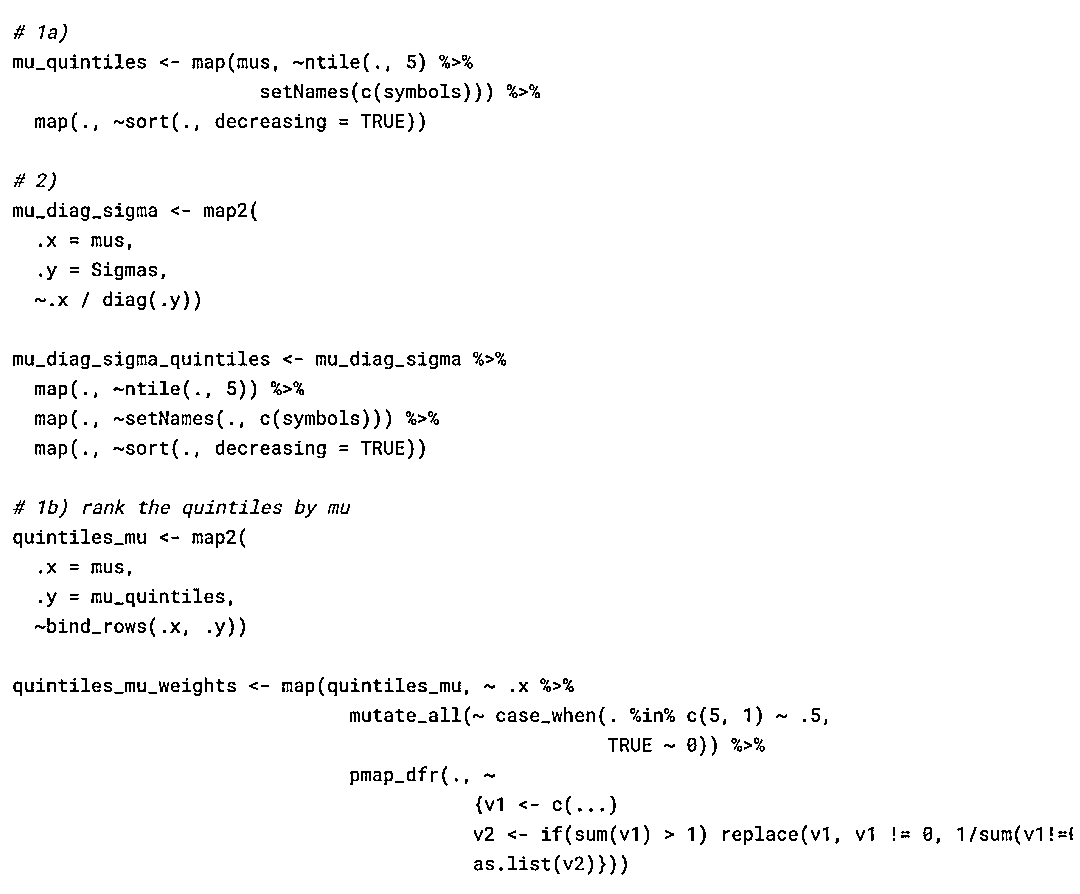 # 1a)
mu_quintiles <- map(mus, ~ntile(., 5) %>%
                      setNames(c(symbols))) %>%
  map(., ~sort(., decreasing = TRUE))

# 2)
mu_diag_sigma <- map2(
  .x = mus,
  .y = Sigmas,
  ~.x / diag(.y))

mu_diag_sigma_quintiles <- mu_diag_sigma %>%
  map(., ~ntile(., 5)) %>%
  map(., ~setNames(., c(symbols))) %>%
  map(., ~sort(., decreasing = TRUE))

# 1b) rank the quintiles by mu
quintiles_mu <- map2(
  .x = mus,
  .y = mu_quintiles,
  ~bind_rows(.x, .y))

quintiles_mu_weights <- map(quintiles_mu, ~ .x %>%
                              mutate_all(~ case_when(. %in% c(5, 1) ~ .5,
                                                     TRUE ~ 0)) %>%
                              pmap_dfr(., ~
                                         {v1 <- c(...)
                                         v2 <- if(sum(v1) > 1) replace(v1, v1 != 0, 1/sum(v1!=
                                         as.list(v2)}))